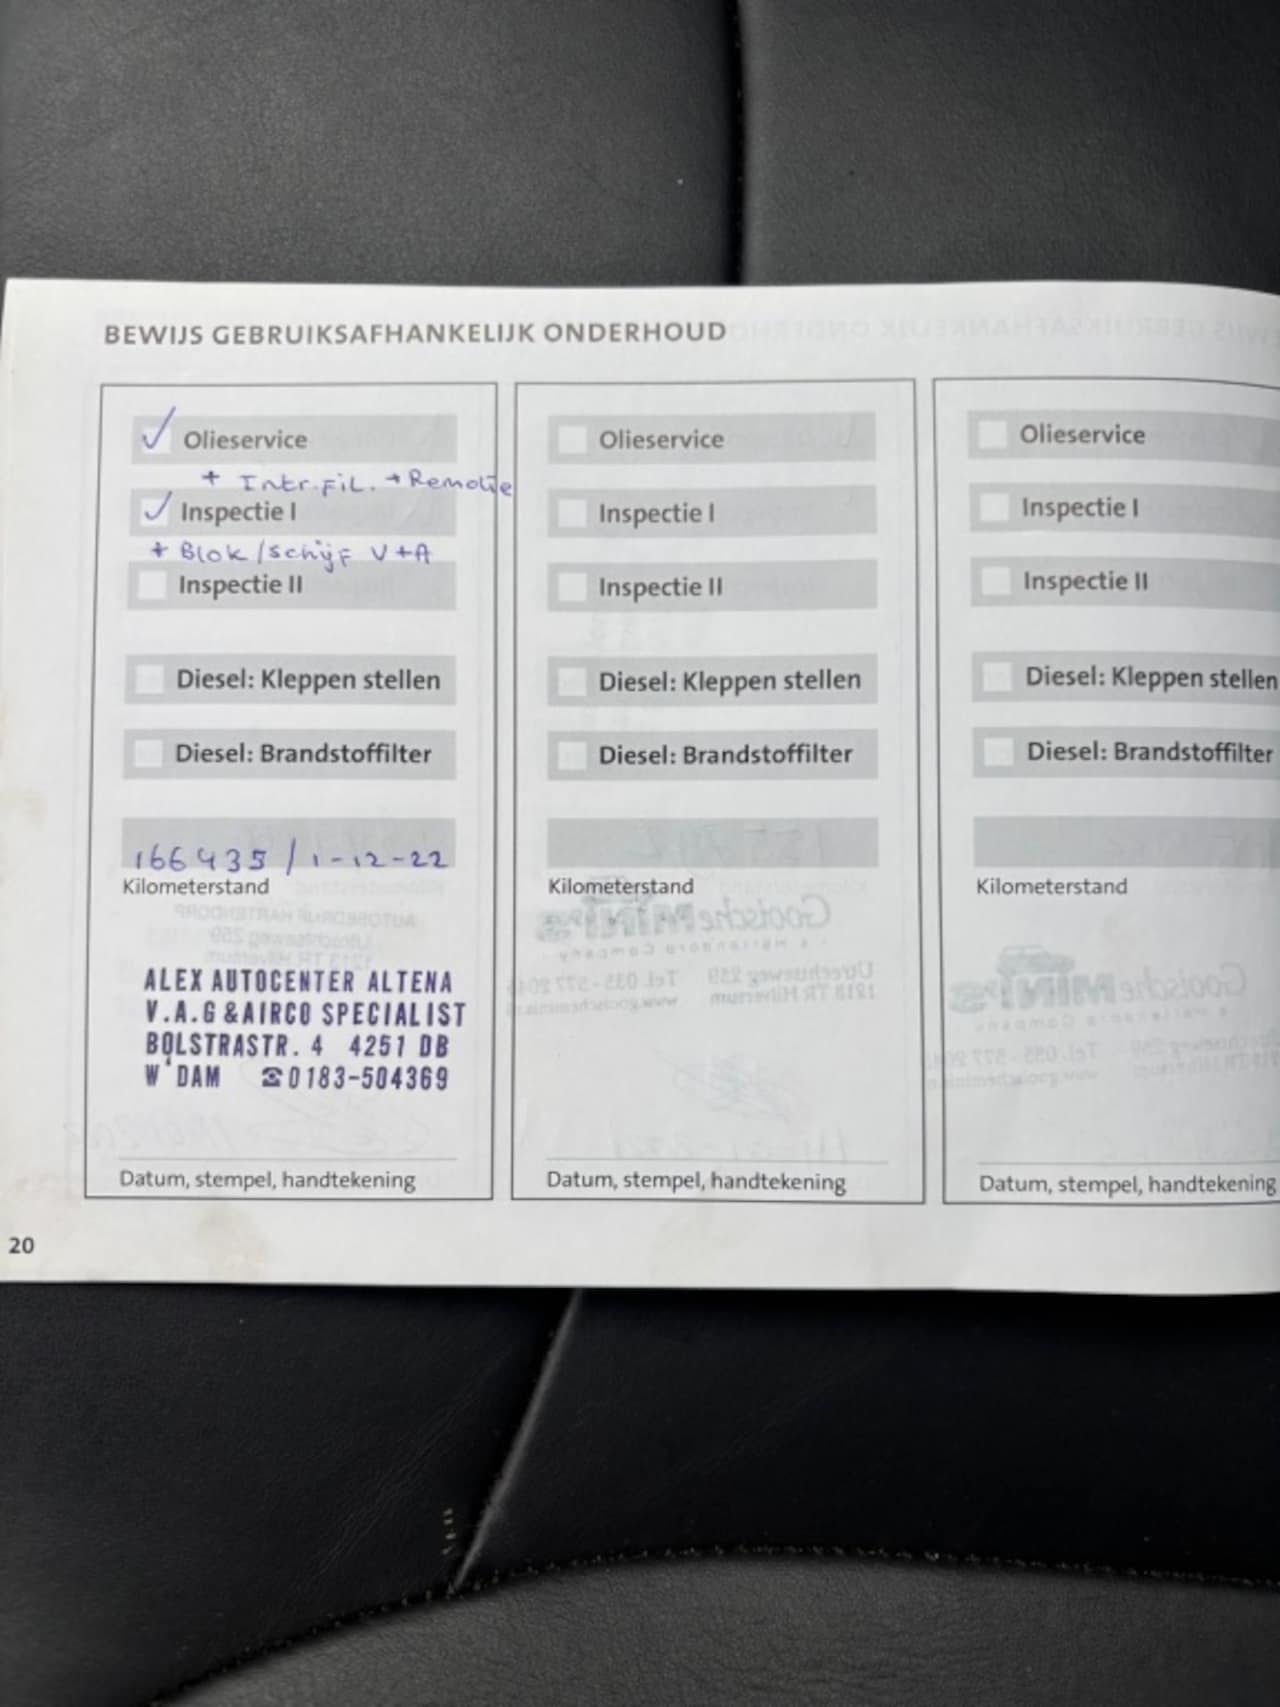 BEWIJS GEBRUIKSAFHANKELIJK ONDERHOUD
Olieservice
+ Intr.fil. + Remolie
Inspectie I
+ Blok/schijf V+A
Inspectie II
Diesel: Kleppen stellen
Diesel: Brandstoffilter
166435 / 1-12-22
Kilometerstand
ALEX AUTOCENTER ALTENA
V.A.G & AIRCO SPECIALIST
BOLSTRASTR. 4 4251 DB
W'DAM ☎0183-504369
Datum, stempel, handtekening
Olieservice
Inspectie I
Inspectie II
Diesel: Kleppen stellen
Diesel: Brandstoffilter
Kilometerstand
Datum, stempel, handtekening
Olieservice
Inspectie I
Inspectie II
Diesel: Kleppen stellen
Diesel: Brandstoffilter
Kilometerstand
Datum, stempel, handtekening
20